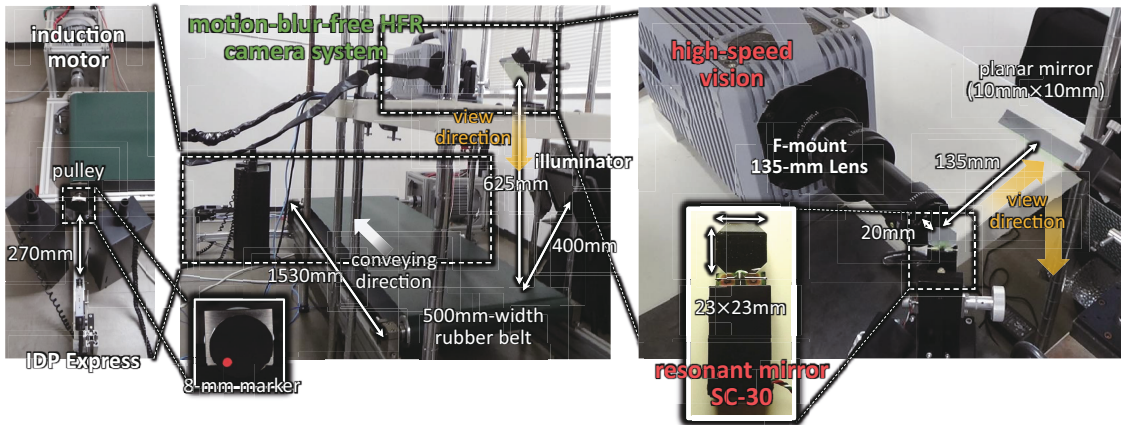 induction
motor
pulley
270mm
IDP Express
8-mm-marker
motion-blur-free HFR
camera system
view
direction
illuminator
625mm
400mm
1530mm
conveying
direction
500mm-width
rubber belt
high-speed
vision
planar mirror
(10mm×10mm)
F-mount
135-mm Lens
135mm
view
direction
20mm
23×23mm
resonant mirror
SC-30